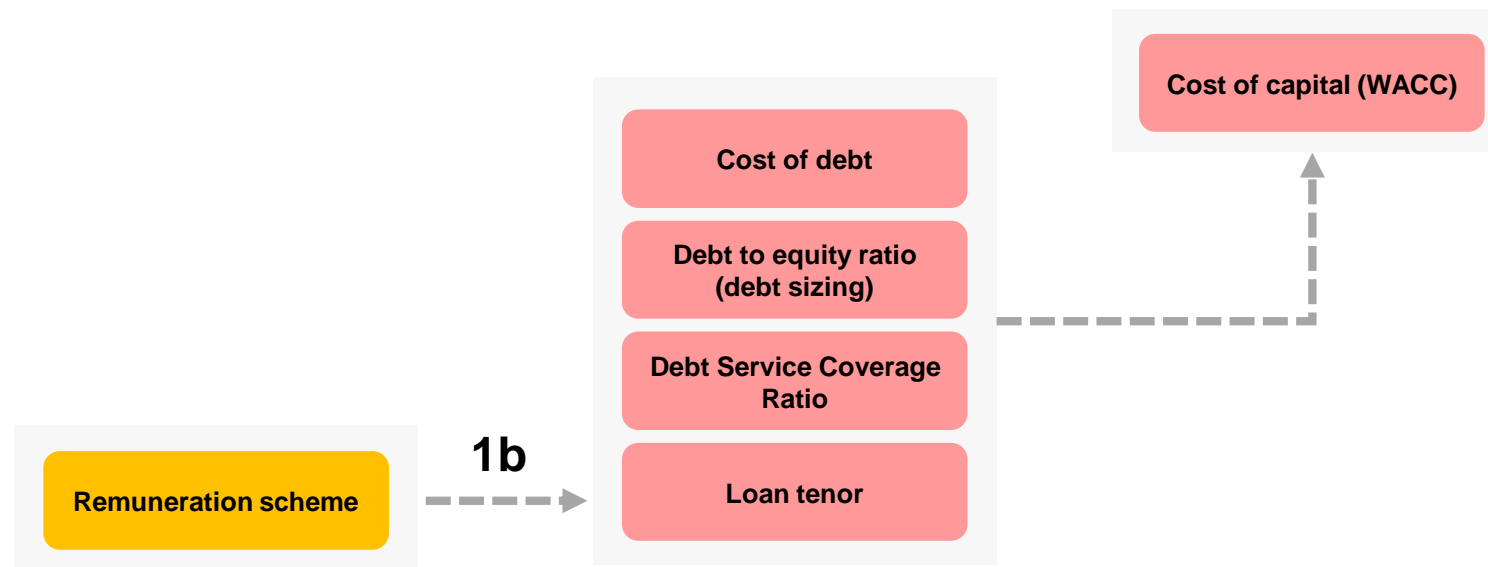 Cost of capital (WACC)
Cost of debt
Debt to equity ratio
(debt sizing)
Debt Service Coverage
Ratio
Loan tenor
1b
Remuneration scheme